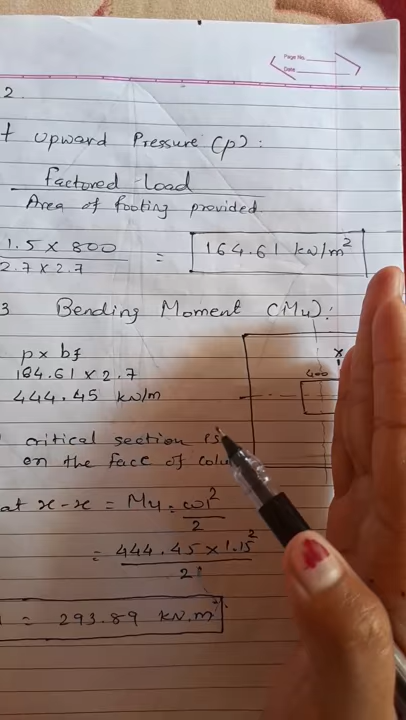 Page No.
Date
2.
t Upward Pressure (p):
Factored Load
Area of footing provided.
1.5 x 800
2.7 x 2.7
= 164.61 kN/m²
3 Bending Moment (Mu):
p x bf
164.61 x 2.7
444.45 kN/m
x
400
critical section is
on the face of colu
at x-x = Mu = ωl²
2
= 444.45 x 1.15²
2
= 293.89 kN.m